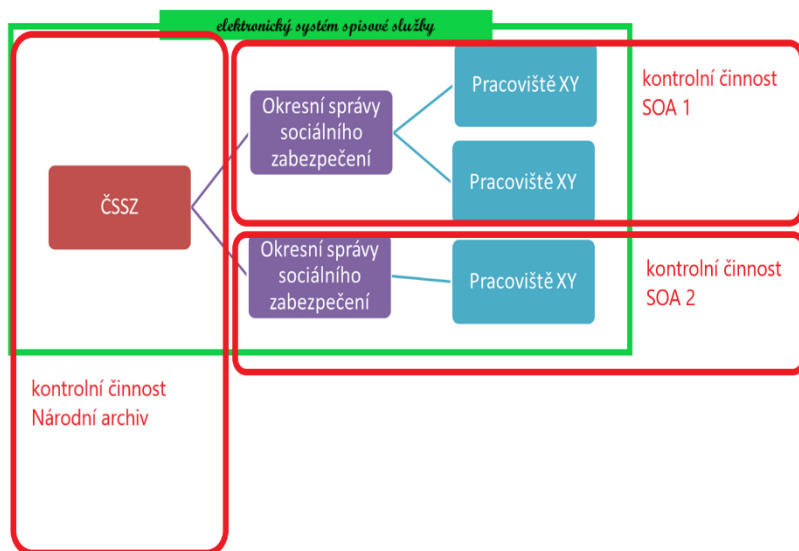 elektronický systém spisové služby
Pracoviště XY
kontrolní činnost
SOA 1
Okresní správy
sociálního
zabezpečení
Pracoviště XY
ČSSZ
Okresní správy
sociálního
zabezpečení
Pracoviště XY
kontrolní činnost
SOA 2
kontrolní činnost
Národní archiv